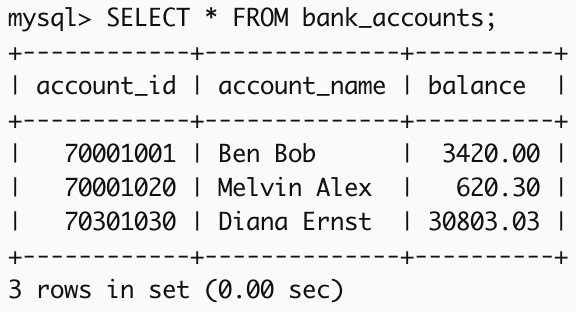 mysql> SELECT * FROM bank_accounts;
+------------+--------------+----------+
| account_id | account_name | balance  |
+------------+--------------+----------+
|   70001001 | Ben Bob      |  3420.00 |
|   70001020 | Melvin Alex  |   620.30 |
|   70301030 | Diana Ernst  | 30803.03 |
+------------+--------------+----------+
3 rows in set (0.00 sec)